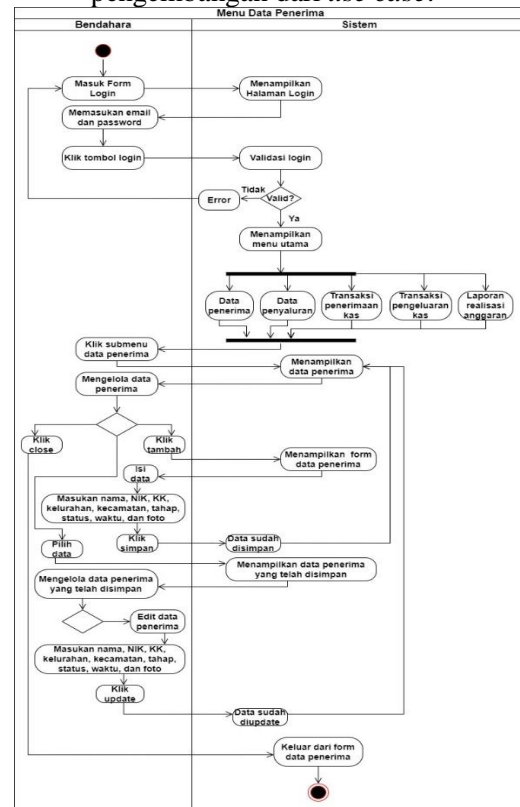 pengembangan dari use case.
Menu Data Penerima
Bendahara
Sistem
Masuk Form
Login
Menampilkan
Halaman Login
Memasukan email
dan password
Klik tombol login
Validasi login
Error
Tidak
Valid?
Ya
Menampilkan
menu utama
Data
penerima
Data
penyaluran
Transaksi
penerimaan
kas
Transaksi
pengeluaran
kas
Laporan
realisasi
anggaran
Klik submenu
data penerima
Menampilkan
data penerima
Mengelola data
penerima
Klik
close
Klik
tambah
Menampilkan form
data penerima
Isi
data
Masukan nama, NIK, KK,
kelurahan, kecamatan, tahap,
status, waktu, dan foto
Klik
simpan
Data sudah
disimpan
Pilih
data
Menampilkan data penerima
yang telah disimpan
Mengelola data penerima
yang telah disimpan
Edit data
penerima
Masukan nama, NIK, KK,
kelurahan, kecamatan, tahap,
status, waktu, dan foto
Klik
update
Data sudah
diupdate
Keluar dari form
data penerima